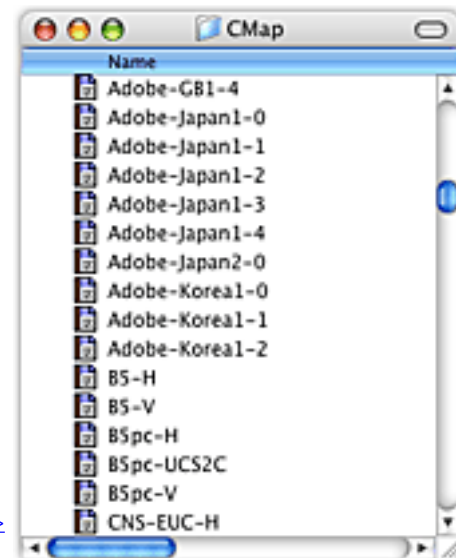 CMap
Name
Adobe-GB1-4
Adobe-Japan1-0
Adobe-Japan1-1
Adobe-Japan1-2
Adobe-Japan1-3
Adobe-Japan1-4
Adobe-Japan2-0
Adobe-Korea1-0
Adobe-Korea1-1
Adobe-Korea1-2
B5-H
B5-V
B5pc-H
B5pc-UCS2C
B5pc-V
CNS-EUC-H